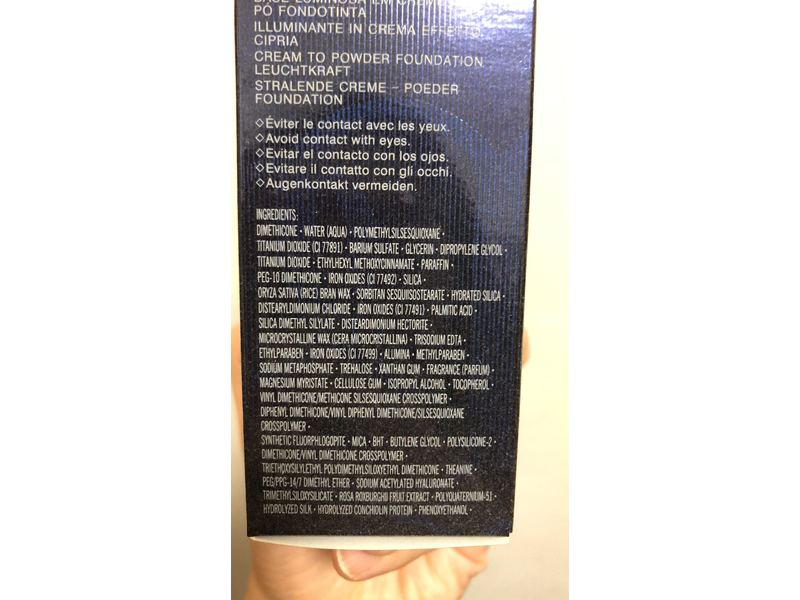 BASE LUMINOSA EM CREME
PÓ FONDOTINTA
ILLUMINANTE IN CREMA EFFETTO
CIPRIA
CREAM TO POWDER FOUNDATION
LEUCHTKRAFT
STRALENDE CREME – POEDER
FOUNDATION
◇Éviter le contact avec les yeux.
◇Avoid contact with eyes.
◇Evitar el contacto con los ojos.
◇Evitare il contatto con gli occhi.
◇Augenkontakt vermeiden.
INGREDIENTS:
DIMETHICONE・WATER (AQUA)・POLYMETHYLSILSESQUIOXANE・
TITANIUM DIOXIDE (CI 77891)・BARIUM SULFATE・GLYCERIN・DIPROPYLENE GLYCOL・
TITANIUM DIOXIDE・ETHYLHEXYL METHOXYCINNAMATE・PARAFFIN・
PEG-10 DIMETHICONE・IRON OXIDES (CI 77492)・SILICA・
ORYZA SATIVA (RICE) BRAN WAX・SORBITAN SESQUIISOSTEARATE・HYDRATED SILICA・
DISTEARYLDIMONIUM CHLORIDE・IRON OXIDES (CI 77491)・PALMITIC ACID・
SILICA DIMETHYL SILYLATE・DISTEARDIMONIUM HECTORITE・
MICROCRYSTALLINE WAX (CERA MICROCRISTALLINA)・TRISODIUM EDTA・
ETHYLPARABEN・IRON OXIDES (CI 77499)・ALUMINA・METHYLPARABEN・
SODIUM METAPHOSPHATE・TREHALOSE・XANTHAN GUM・FRAGRANCE (PARFUM)・
MAGNESIUM MYRISTATE・CELLULOSE GUM・ISOPROPYL ALCOHOL・TOCOPHEROL・
VINYL DIMETHICONE/METHICONE SILSESQUIOXANE CROSSPOLYMER・
DIPHENYL DIMETHICONE/VINYL DIPHENYL DIMETHICONE/SILSESQUIOXANE
CROSSPOLYMER・
SYNTHETIC FLUORPHLOGOPITE・MICA・BHT・BUTYLENE GLYCOL・POLYSILICONE-2・
DIMETHICONE/VINYL DIMETHICONE CROSSPOLYMER・
TRIETHOXYSILYLETHYL POLYDIMETHYLSILOXYETHYL DIMETHICONE・THEANINE・
PEG/PPG-14/7 DIMETHYL ETHER・SODIUM ACETYLATED HYALURONATE・
TRIMETHYLSILOXYSILICATE・ROSA ROXBURGHII FRUIT EXTRACT・POLYQUATERNIUM-51・
HYDROLYZED SILK・HYDROLYZED CONCHIOLIN PROTEIN・PHENOXYETHANOL・